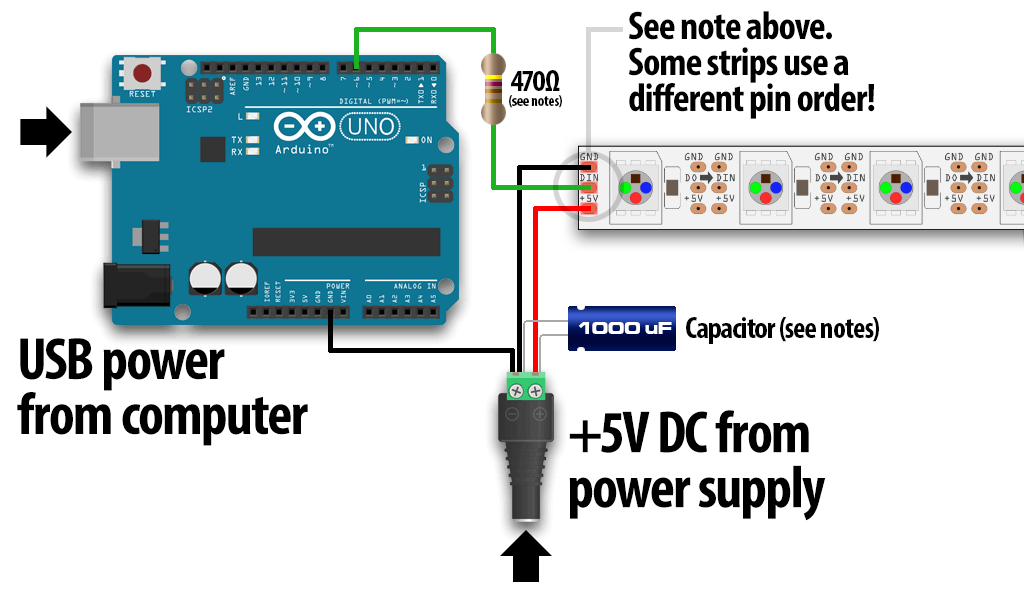 See note above.
Some strips use a
different pin order!
470Ω
(see notes)
RESET
ICSP2
AREF
GND
13
12
~11
~10
~9
8
7
~6
~5
4
~3
2
TXD▶1
RXD◀0
DIGITAL (PWM=~)
L
TX
RX
UNO
Arduino™
ON
1
ICSP
GND
DIN
+5V
GND GND
DO DIN
+5V +5V
GND GND
DO DIN
+5V +5V
GND GND
DO DIN
+5V +5V
POWER
ANALOG IN
IOREF
RESET
3V3
5V
GND
GND
VIN
A0
A1
A2
A3
A4
A5
1000 uF
Capacitor (see notes)
USB power
from computer
+5V DC from
power supply